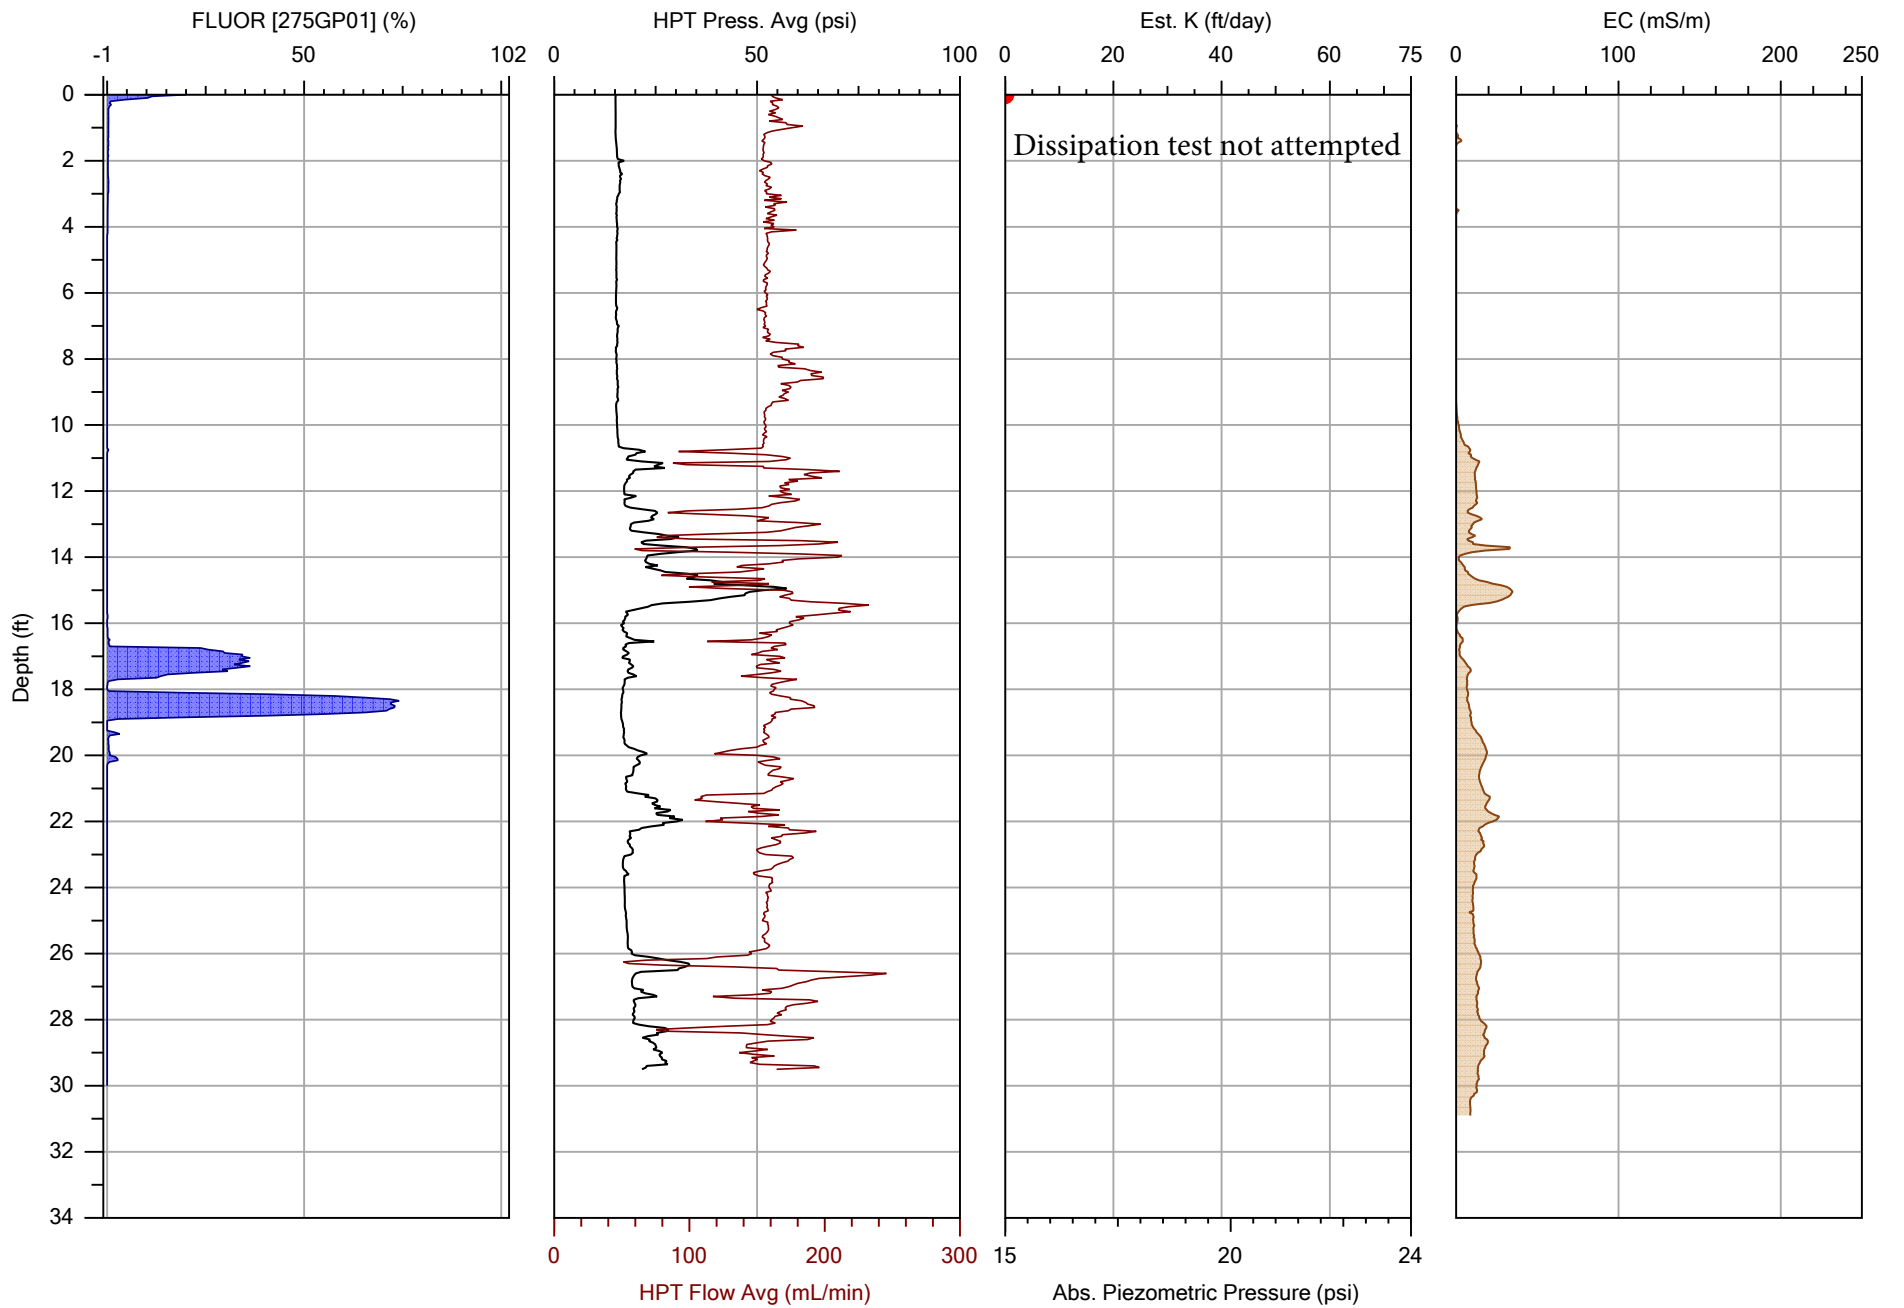 FLUOR [275GP01] (%)
HPT Press. Avg (psi)
Est. K (ft/day)
EC (mS/m)
-1 50 102
0 50 100
0 20 40 60 75
0 100 200 250
Dissipation test not attempted
Depth (ft)
0
2
4
6
8
10
12
14
16
18
20
22
24
26
28
30
32
34
0 100 200 300
15 20 24
HPT Flow Avg (mL/min)
Abs. Piezometric Pressure (psi)